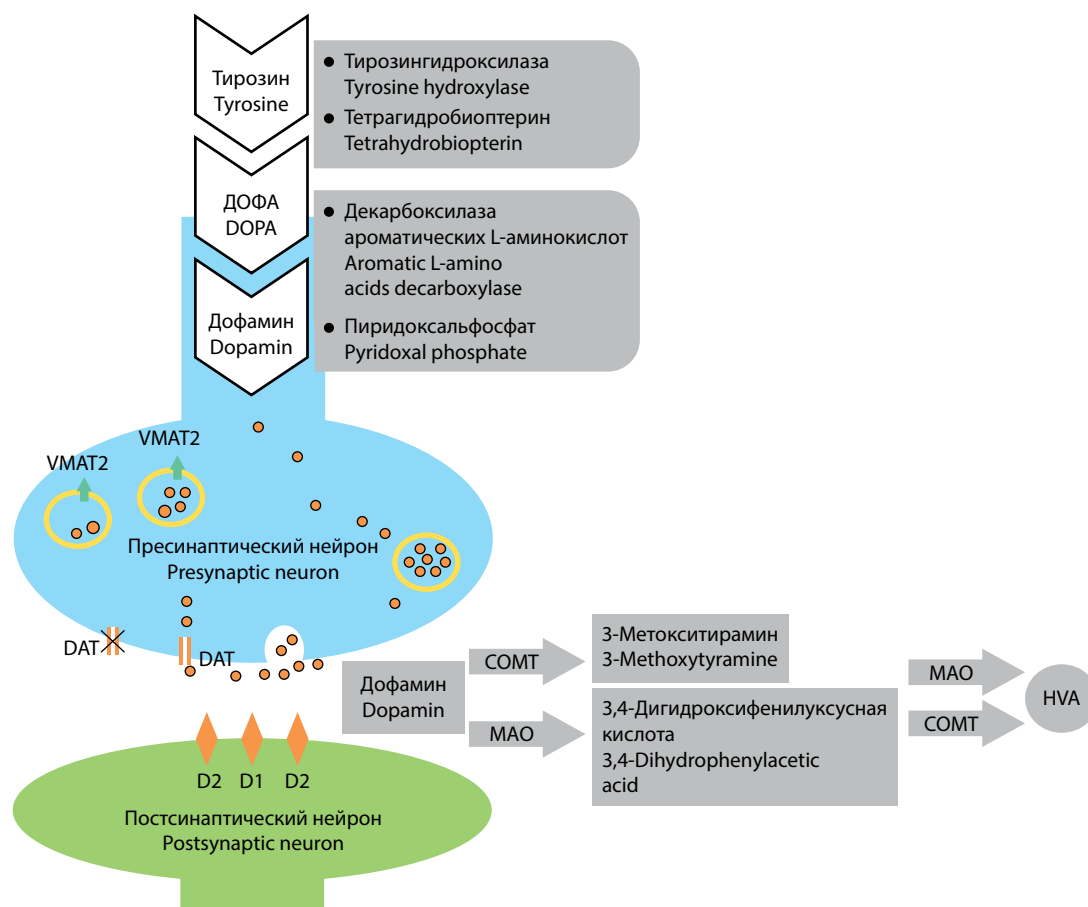 Тирозин
Tyrosine
● Тирозингидроксилаза
Tyrosine hydroxylase
● Тетрагидробиоптерин
Tetrahydrobiopterin
ДОФА
DOPA
● Декарбоксилаза
ароматических L-аминокислот
Aromatic L-amino
acids decarboxylase
● Пиридоксальфосфат
Pyridoxal phosphate
Дофамин
Dopamin
VMAT2
VMAT2
Пресинаптический нейрон
Presynaptic neuron
DAT
DAT
Дофамин
Dopamin
COMT
MAO
3-Метокситирамин
3-Methoxytyramine
3,4-Дигидроксифенилуксусная
кислота
3,4-Dihydrophenylacetic
acid
MAO
COMT
HVA
D2 D1 D2
Постсинаптический нейрон
Postsynaptic neuron